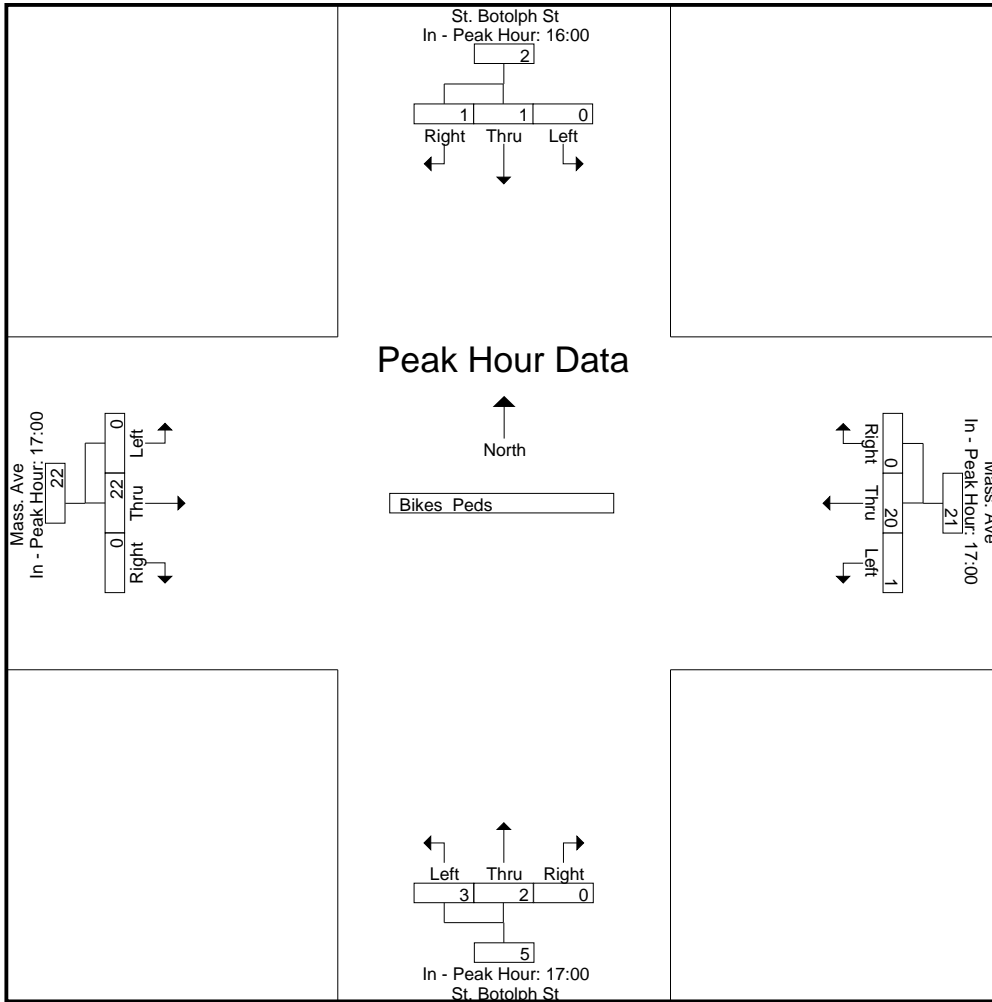 St. Botolph St
In - Peak Hour: 16:00
2
1 1 0
Right Thru Left
Peak Hour Data
North
Bikes Peds
Mass. Ave
In - Peak Hour: 17:00
22
0 22 0
Left Thru Right
Mass. Ave
In - Peak Hour: 17:00
21
0 20 1
Right Thru Left
Left Thru Right
3 2 0
5
In - Peak Hour: 17:00
St. Botolph St